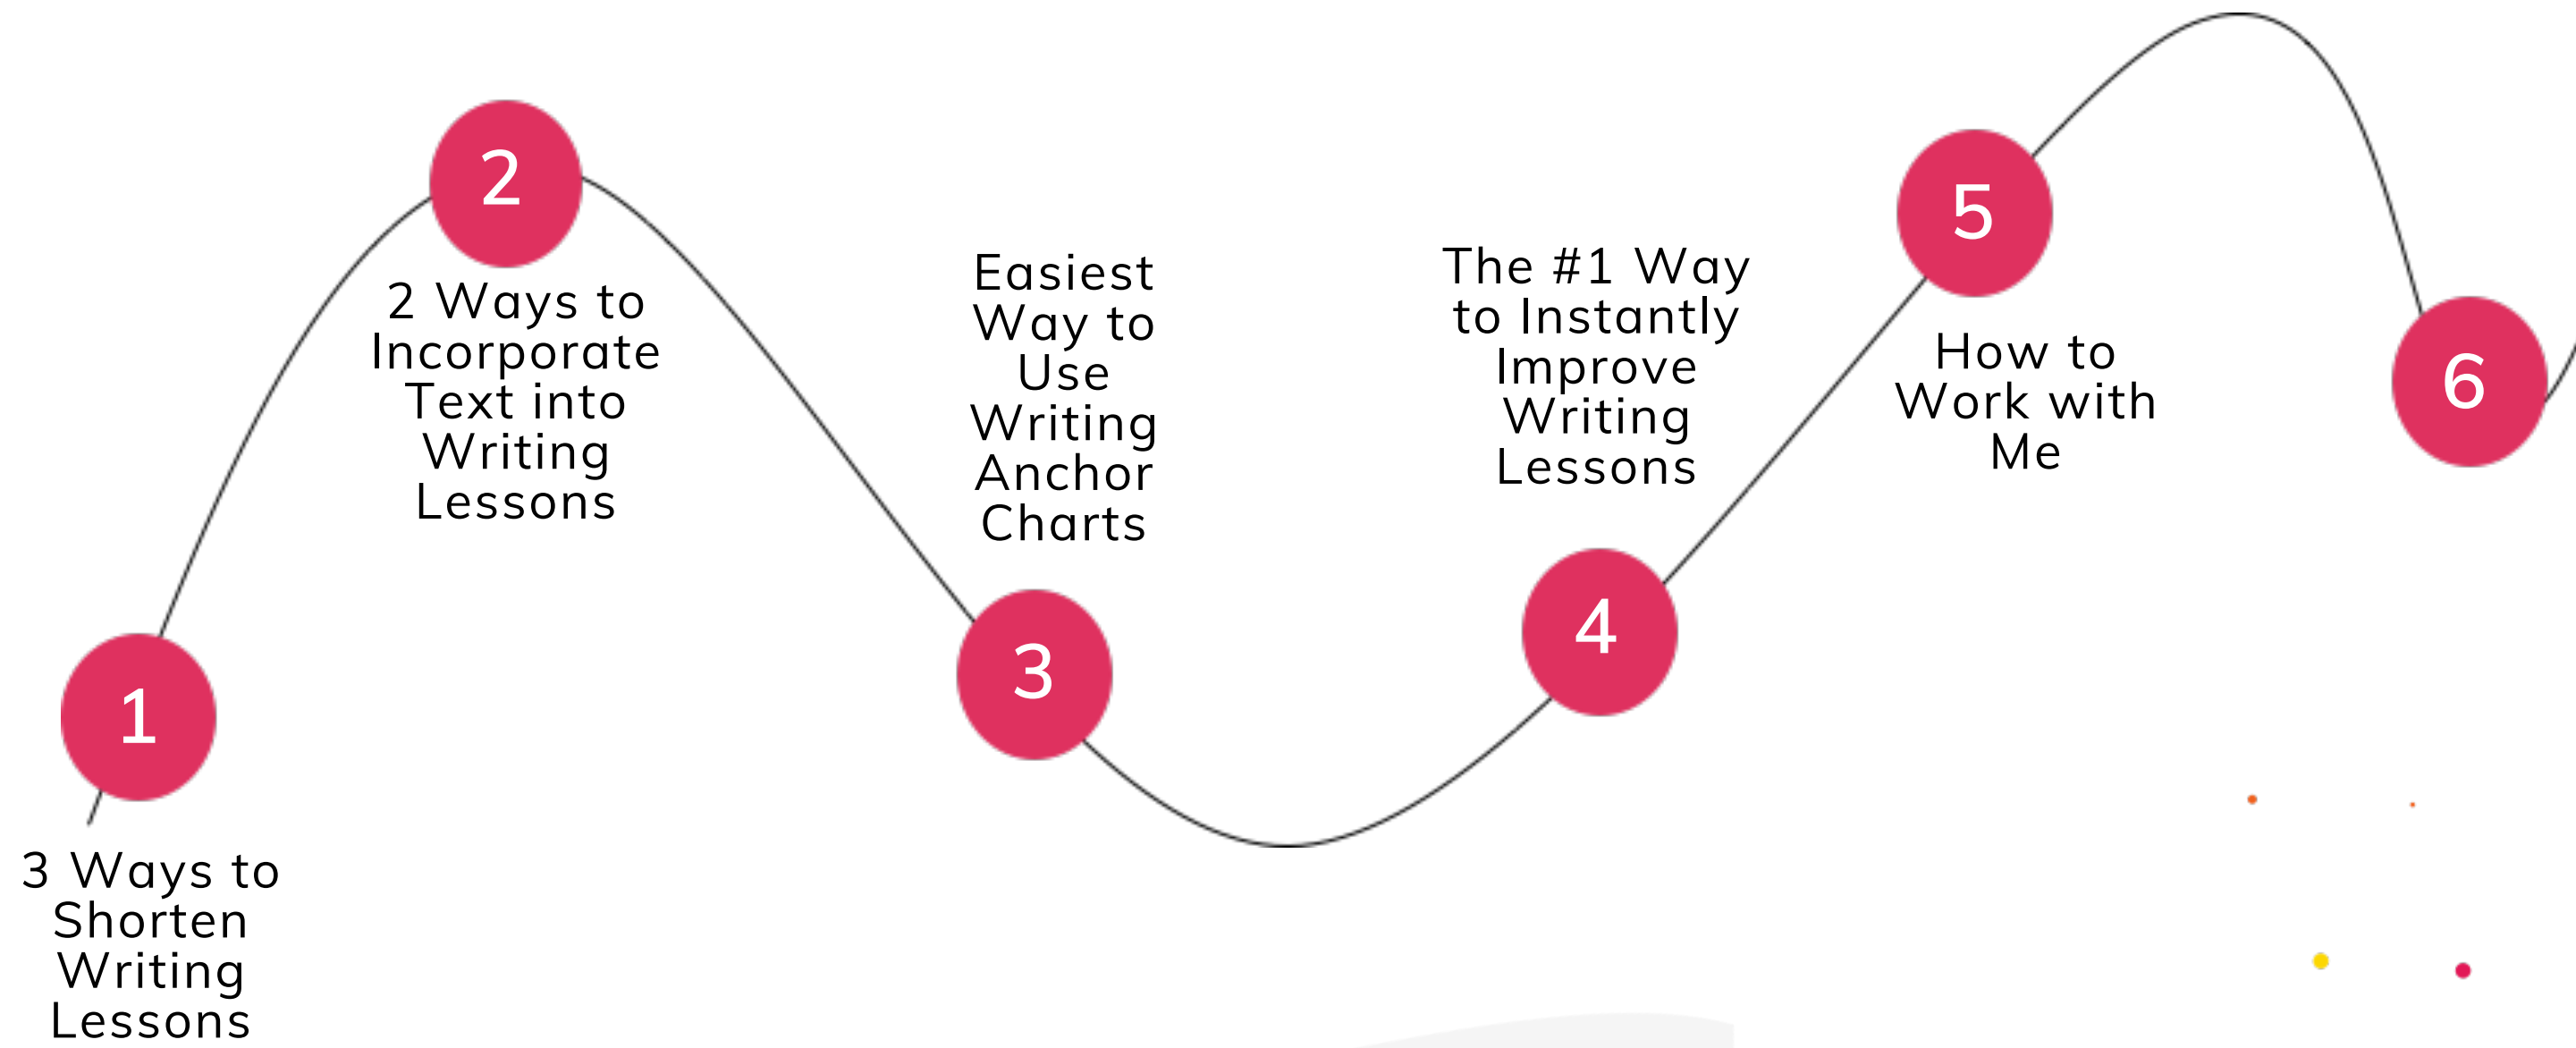 1
3 Ways to
Shorten
Writing
Lessons
2
2 Ways to
Incorporate
Text into
Writing
Lessons
Easiest
Way to
Use
Writing
Anchor
Charts
3
The #1 Way
to Instantly
Improve
Writing
Lessons
4
5
How to
Work with
Me
6